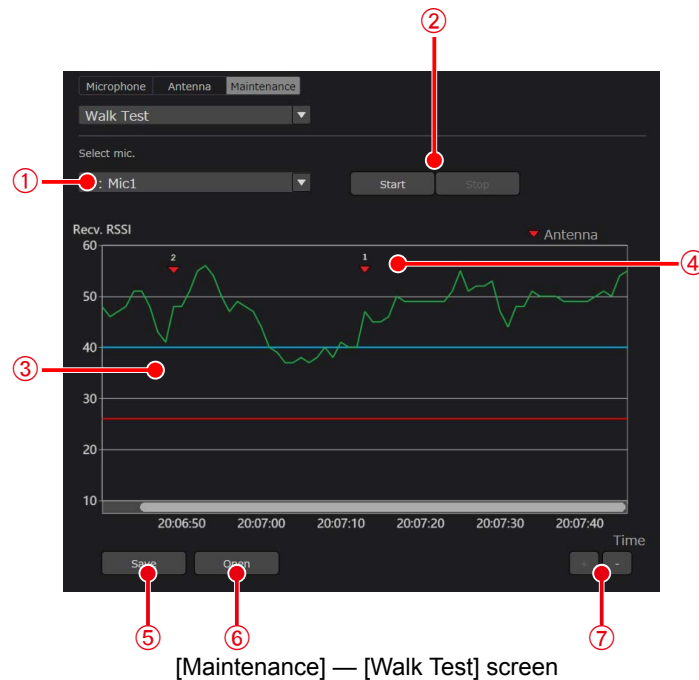 ②
Microphone Antenna Maintenance
Walk Test
Select mic.
① : Mic1 Start Stop
Recv. RSSI
▼ Antenna
60
2 1
④
50
40
③
30
20
10
20:06:50 20:07:00 20:07:10 20:07:20 20:07:30 20:07:40
Time
Save Open + -
⑤ ⑥ ⑦
[Maintenance] — [Walk Test] screen